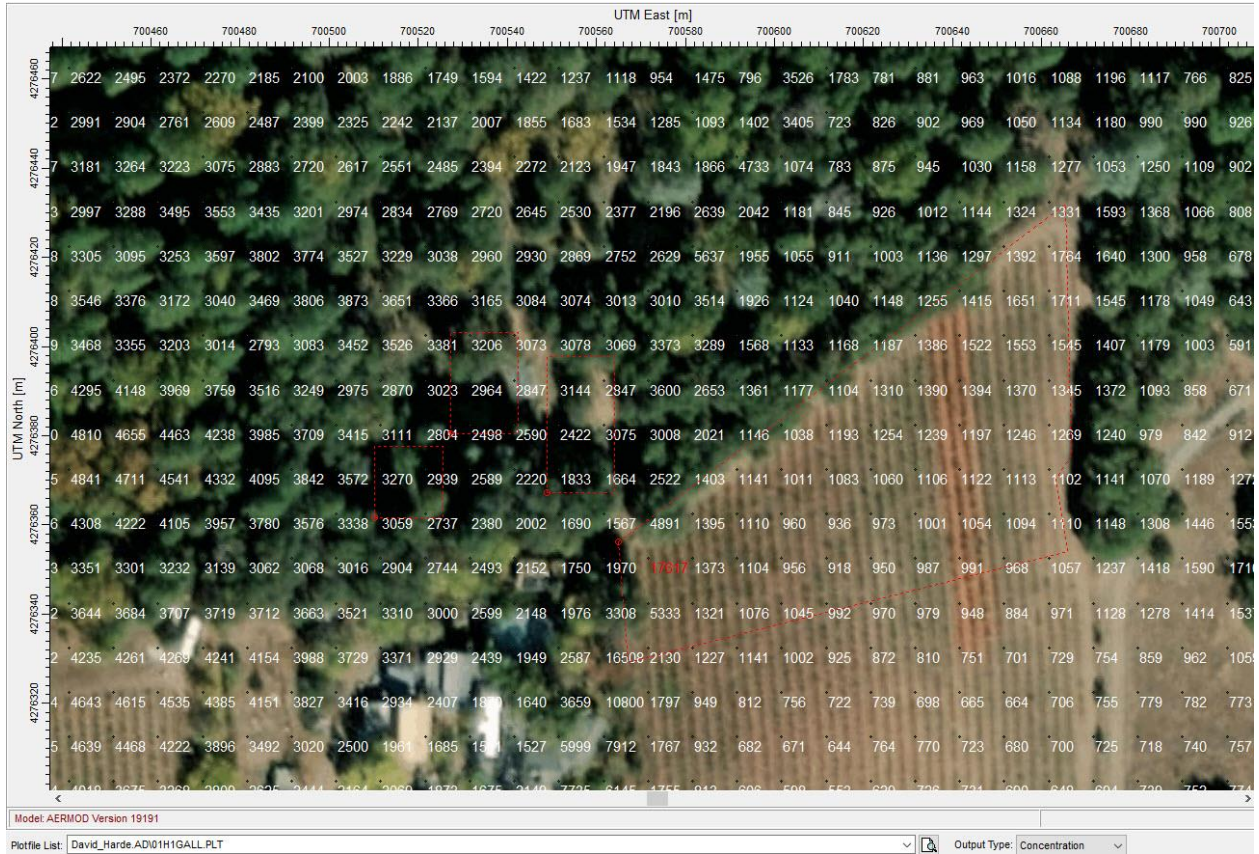 UTM East [m]
700460 700480 700500 700520 700540 700560 700580 700600 700620 700640 700660 700680 700700
4276460
7 2622 2495 2372 2270 2185 2100 2003 1886 1749 1594 1422 1237 1118 954 1475 796 3526 1783 781 881 963 1016 1088 1196 1117 766 825
2 2991 2904 2761 2609 2487 2399 2325 2242 2137 2007 1855 1683 1534 1285 1093 1402 3405 723 826 902 969 1050 1134 1180 990 990 926
4276440
7 3181 3264 3223 3075 2883 2720 2617 2551 2485 2394 2272 2123 1947 1843 1866 4733 1074 783 875 945 1030 1158 1277 1053 1250 1109 902
3 2997 3288 3495 3553 3435 3201 2974 2834 2769 2720 2645 2530 2377 2196 2639 2042 1181 845 926 1012 1144 1324 1331 1593 1368 1066 808
4276420
8 3305 3095 3253 3597 3802 3774 3527 3229 3038 2960 2930 2869 2752 2629 5637 1955 1055 911 1003 1136 1297 1392 1764 1640 1300 958 678
8 3546 3376 3172 3040 3469 3806 3873 3651 3366 3165 3084 3074 3013 3010 3514 1926 1124 1040 1148 1255 1415 1651 1711 1545 1178 1049 643
4276400
9 3468 3355 3203 3014 2793 3083 3452 3526 3381 3206 3073 3078 3069 3373 3289 1568 1133 1168 1187 1386 1522 1553 1545 1407 1179 1003 591
6 4295 4148 3969 3759 3516 3249 2975 2870 3023 2964 2847 3144 2847 3600 2653 1361 1177 1104 1310 1390 1394 1370 1345 1372 1093 858 671
UTM North [m]
4276380
0 4810 4655 4463 4238 3985 3709 3415 3111 2804 2498 2590 2422 3075 3008 2021 1146 1038 1193 1254 1239 1197 1246 1269 1240 979 842 912
5 4841 4711 4541 4332 4095 3842 3572 3270 2939 2589 2220 1833 1664 2522 1403 1141 1011 1083 1060 1106 1122 1113 1102 1141 1070 1189
4276360
6 4308 4222 4105 3957 3780 3576 3338 3059 2737 2380 2002 1690 1567 4891 1395 1110 960 936 973 1001 1054 1094 1110 1148 1308 1446
3 3351 3301 3232 3139 3062 3068 3016 2904 2744 2493 2152 1750 1970 1373 1104 956 918 950 987 991 968 1057 1237 1418 1590
4276340
2 3644 3684 3707 3719 3712 3663 3521 3310 3000 2599 2148 1976 3308 5333 1321 1076 1045 992 970 979 948 884 971 1128 1278 1414
2 4235 4261 4269 4241 4154 3988 3729 3371 2929 2439 1949 2587 16508 2130 1227 1141 1002 925 872 810 751 701 729 754 859 962
4276320
4 4643 4615 4535 4385 4151 3827 3416 2934 2407 1640 3659 10800 1797 949 812 756 722 739 698 665 664 706 755 779 782 773
5 4639 4468 4222 3896 3492 3020 2500 1961 1685 1527 5999 7912 1767 932 682 671 644 764 770 723 680 700 725 718 740 757
Model: AERMOD Version 19191
Plotfile List: David_Harde.AD\01H1GALL.PLT Output Type: Concentration